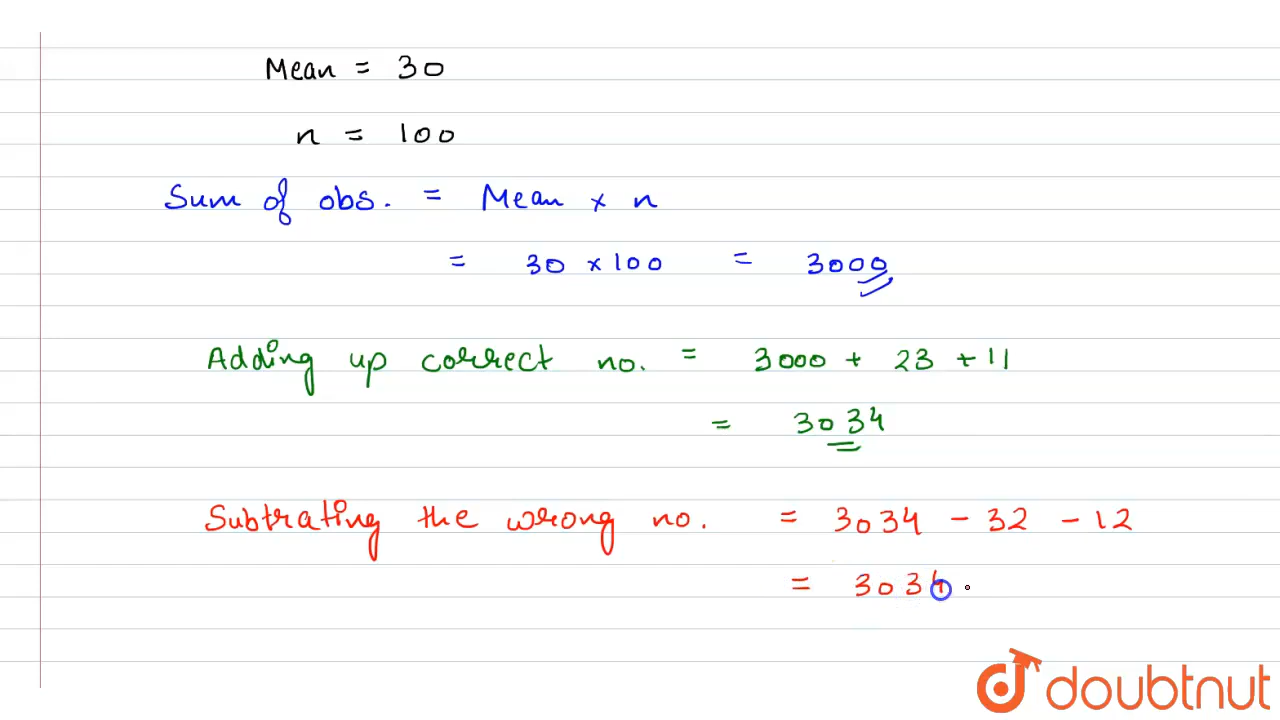 Mean = 30
n = 100
Sum of obs. = Mean × n
= 30 × 100 = 3000
Adding up correct no. = 3000 + 23 + 11
= 3034
Subtrating the wrong no. = 3034 - 32 - 12
= 3034
doubtnut